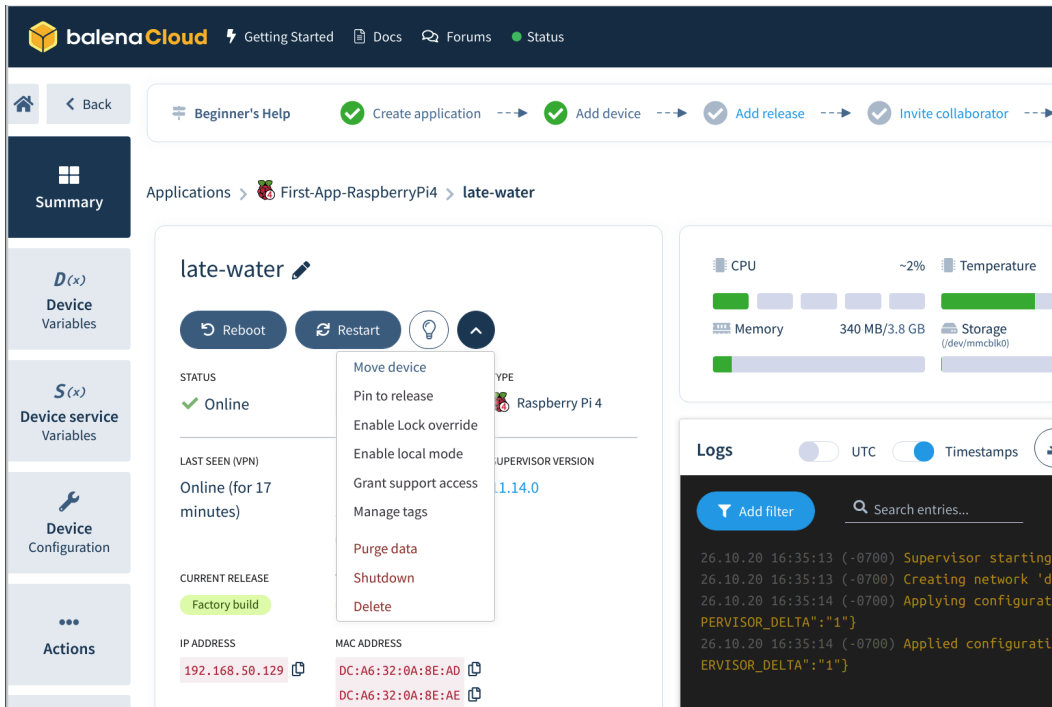 balenaCloud Getting Started Docs Forums Status
Back
Beginner's Help Create application Add device Add release Invite collaborator
Summary
Applications > First-App-RaspberryPi4 > late-water
D(x)
Device
Variables
S(x)
Device service
Variables
Device
Configuration
Actions
late-water
Reboot Restart
Move device
Pin to release
Enable Lock override
Enable local mode
Grant support access
Manage tags
Purge data
Shutdown
Delete
STATUS
Online
YPE
Raspberry Pi 4
LAST SEEN (VPN)
Online (for 17
minutes)
UPERVISOR VERSION
11.14.0
CURRENT RELEASE
Factory build
IP ADDRESS
192.168.50.129
MAC ADDRESS
DC:A6:32:0A:8E:AD
DC:A6:32:0A:8E:AE
CPU ~2% Temperature
Memory 340 MB/3.8 GB Storage
(/dev/mmcblk0)
Logs UTC Timestamps
Add filter Search entries...
26.10.20 16:35:13 (-0700) Supervisor starting
26.10.20 16:35:13 (-0700) Creating network 'd
26.10.20 16:35:14 (-0700) Applying configurat
PERVISOR_DELTA":"1"}
26.10.20 16:35:14 (-0700) Applied configurati
ERVISOR_DELTA":"1"}